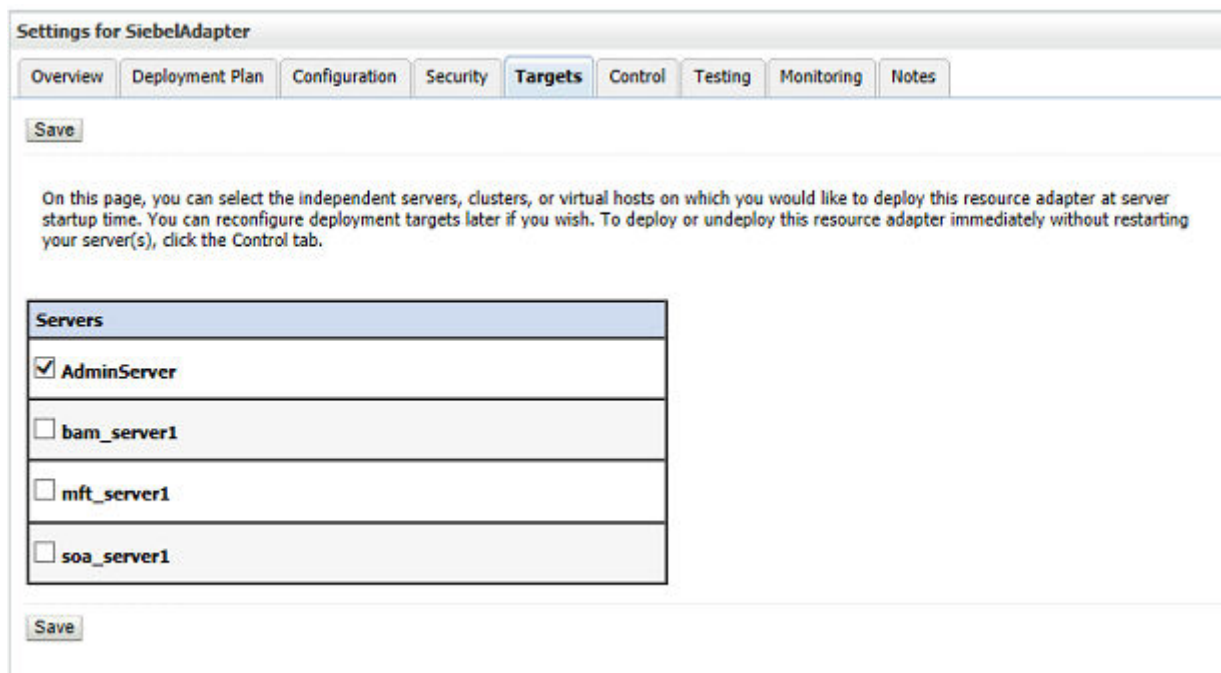 Settings for SiebelAdapter
Overview Deployment Plan Configuration Security Targets Control Testing Monitoring Notes
Save
On this page, you can select the independent servers, clusters, or virtual hosts on which you would like to deploy this resource adapter at server
startup time. You can reconfigure deployment targets later if you wish. To deploy or undeploy this resource adapter immediately without restarting
your server(s), click the Control tab.
Servers
AdminServer
bam_server1
mft_server1
soa_server1
Save